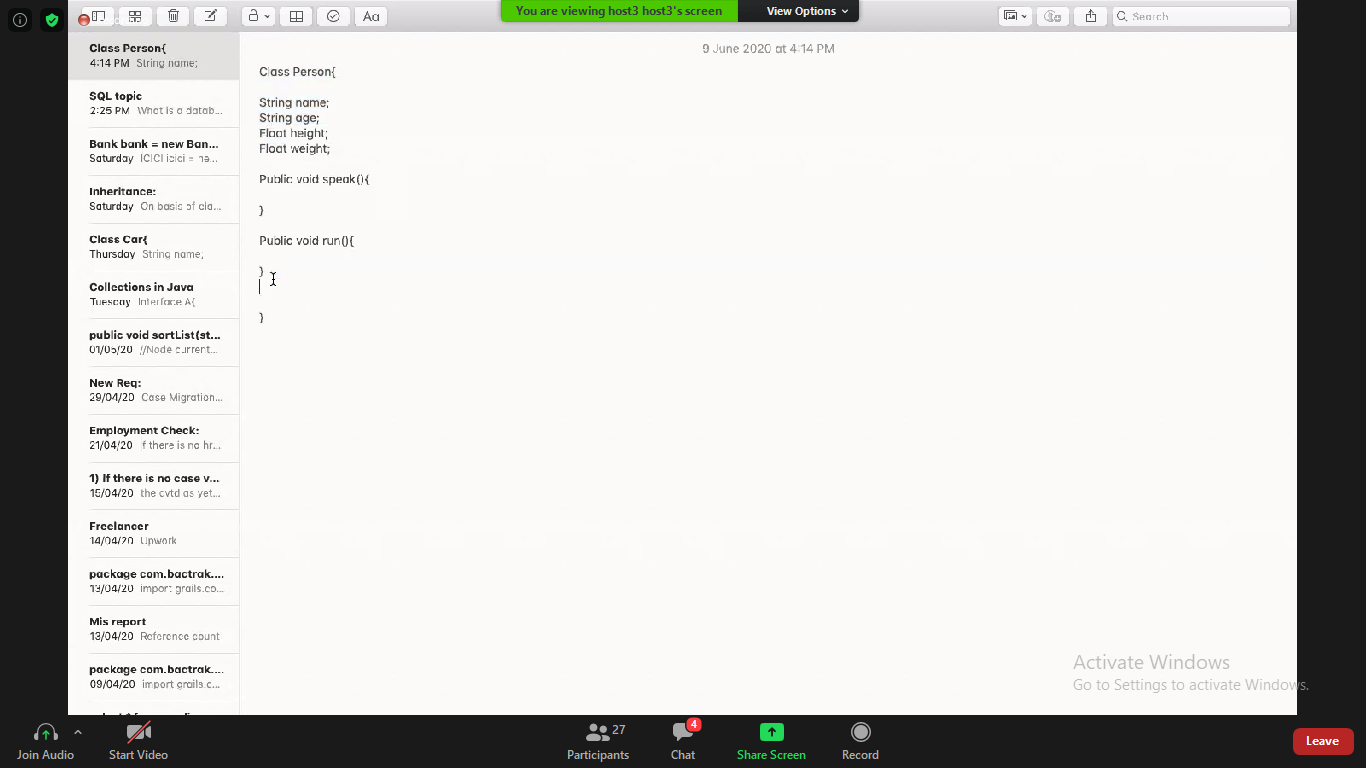 You are viewing host3 host3's screen
View Options
Aa
Search
Class Person{
4:14 PM String name;
SQL topic
2:25 PM What is a datab...
Bank bank = new Ban...
Saturday ICICI icici = ne...
Inheritance:
Saturday On basis of cla...
Class Car{
Thursday String name;
Collections in Java
Tuesday Interface A{
public void sortList(st...
01/05/20 //Node current...
New Req:
29/04/20 Case Migration...
Employment Check:
21/04/20 If there is no hr...
1) If there is no case v...
15/04/20 the cvtd as yet...
Freelancer
14/04/20 Upwork
package com.bactrak....
13/04/20 import grails.co...
Mis report
13/04/20 Reference count
package com.bactrak....
09/04/20 import grails.c...
9 June 2020 at 4:14 PM
Class Person{
String name;
String age;
Float height;
Float weight;
Public void speak(){
}
Public void run(){
}
}
Activate Windows
Go to Settings to activate Windows.
Join Audio
Start Video
27
Participants
4
Chat
Share Screen
Record
Leave